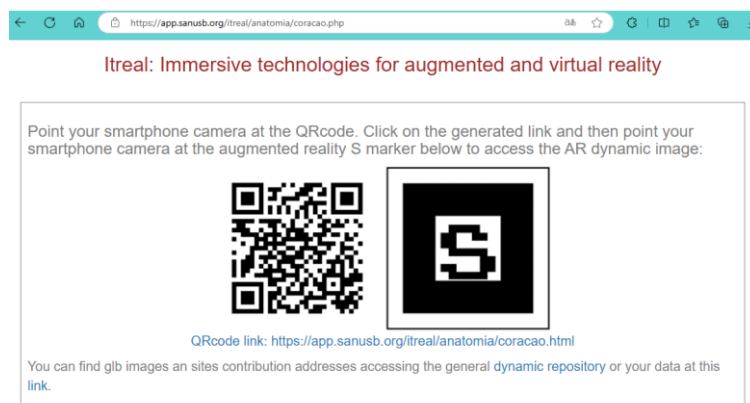 https://app.sanusb.org/itreal/anatomia/coracao.php
Itreal: Immersive technologies for augmented and virtual reality
Point your smartphone camera at the QRcode. Click on the generated link and then point your
smartphone camera at the augmented reality S marker below to access the AR dynamic image:
S
QRcode link: https://app.sanusb.org/itreal/anatomia/coracao.html
You can find glb images an sites contribution addresses accessing the general dynamic repository or your data at this
link.